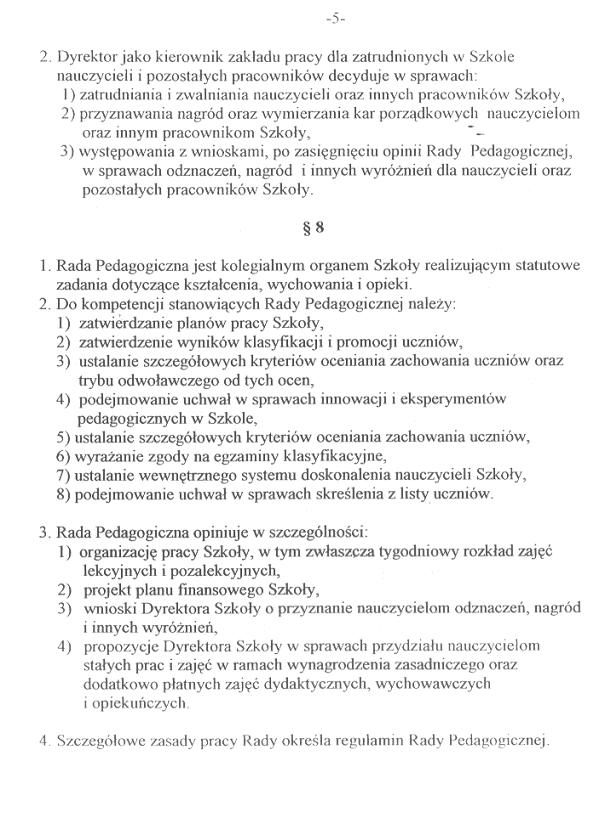 -5-
2. Dyrektor jako kierownik zakładu pracy dla zatrudnionych w Szkole
nauczycieli i pozostałych pracowników decyduje w sprawach:
1) zatrudniania i zwalniania nauczycieli oraz innych pracowników Szkoły,
2) przyznawania nagród oraz wymierzania kar porządkowych nauczycielom
oraz innym pracownikom Szkoły,
3) występowania z wnioskami, po zasięgnięciu opinii Rady Pedagogicznej,
w sprawach odznaczeń, nagród i innych wyróżnień dla nauczycieli oraz
pozostałych pracowników Szkoły.
§ 8
1. Rada Pedagogiczna jest kolegialnym organem Szkoły realizującym statutowe
zadania dotyczące kształcenia, wychowania i opieki.
2. Do kompetencji stanowiących Rady Pedagogicznej należy:
1) zatwierdzanie planów pracy Szkoły,
2) zatwierdzenie wyników klasyfikacji i promocji uczniów,
3) ustalanie szczegółowych kryteriów oceniania zachowania uczniów oraz
trybu odwoławczego od tych ocen,
4) podejmowanie uchwał w sprawach innowacji i eksperymentów
pedagogicznych w Szkole,
5) ustalanie szczegółowych kryteriów oceniania zachowania uczniów,
6) wyrażanie zgody na egzaminy klasyfikacyjne,
7) ustalanie wewnętrznego systemu doskonalenia nauczycieli Szkoły,
8) podejmowanie uchwał w sprawach skreślenia z listy uczniów.
3. Rada Pedagogiczna opiniuje w szczególności:
1) organizację pracy Szkoły, w tym zwłaszcza tygodniowy rozkład zajęć
lekcyjnych i pozalekcyjnych,
2) projekt planu finansowego Szkoły,
3) wnioski Dyrektora Szkoły o przyznanie nauczycielom odznaczeń, nagród
i innych wyróżnień,
4) propozycje Dyrektora Szkoły w sprawach przydziału nauczycielom
stałych prac i zajęć w ramach wynagrodzenia zasadniczego oraz
dodatkowo płatnych zajęć dydaktycznych, wychowawczych
i opiekuńczych.
4. Szczegółowe zasady pracy Rady określa regulamin Rady Pedagogicznej.